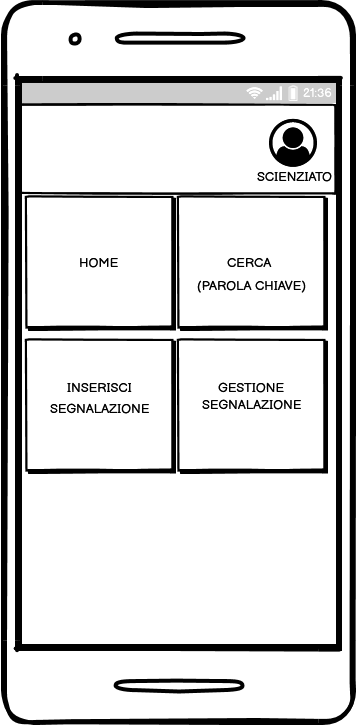 21:36
SCIENZIATO
HOME
CERCA
(PAROLA CHIAVE)
INSERISCI
SEGNALAZIONE
GESTIONE
SEGNALAZIONE